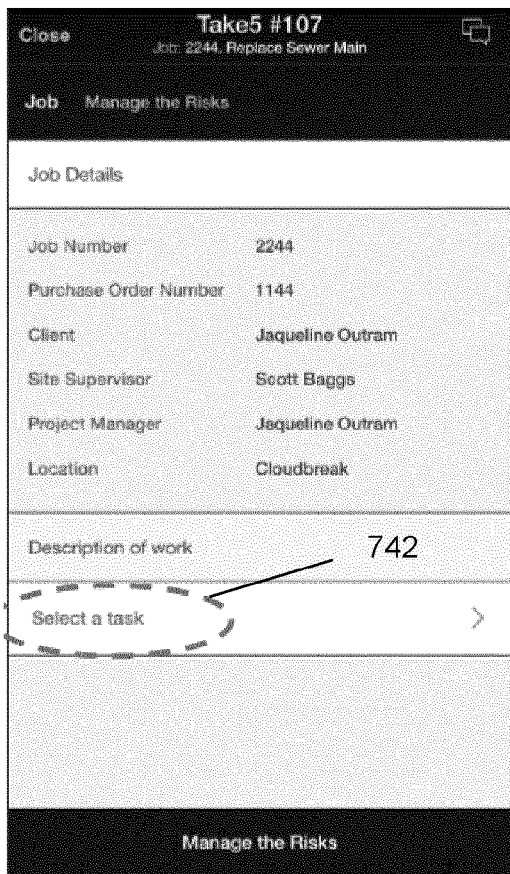 Close Take5 #107
Job: 2244, Replace Sewer Main
Job Manage the Risks
Job Details
Job Number 2244
Purchase Order Number 1144
Client Jaqueline Outram
Site Supervisor Scott Baggs
Project Manager Jaqueline Outram
Location Cloudbreak
Description of work 742
Select a task
Manage the Risks